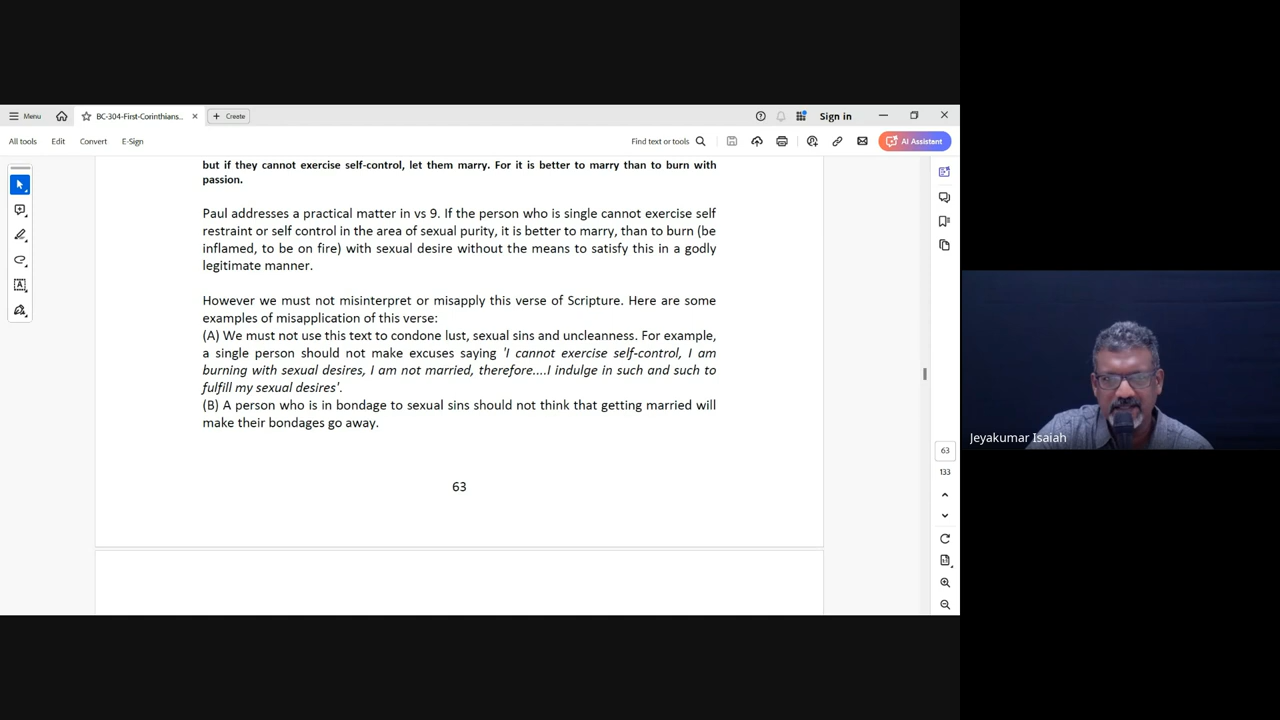 Menu
BC-304-First-Corinthians...
Create
Sign in
All tools
Edit
Convert
E-Sign
Find text or tools
AI Assistant
but if they cannot exercise self-control, let them marry. For it is better to marry than to burn with
passion.
Paul addresses a practical matter in vs 9. If the person who is single cannot exercise self
restraint or self control in the area of sexual purity, it is better to marry, than to burn (be
inflamed, to be on fire) with sexual desire without the means to satisfy this in a godly
legitimate manner.
However we must not misinterpret or misapply this verse of Scripture. Here are some
examples of misapplication of this verse:
(A) We must not use this text to condone lust, sexual sins and uncleanness. For example,
a single person should not make excuses saying 'I cannot exercise self-control, I am
burning with sexual desires, I am not married, therefore....I indulge in such and such to
fulfill my sexual desires'.
(B) A person who is in bondage to sexual sins should not think that getting married will
make their bondages go away.
63
63
133
Jeyakumar Isaiah